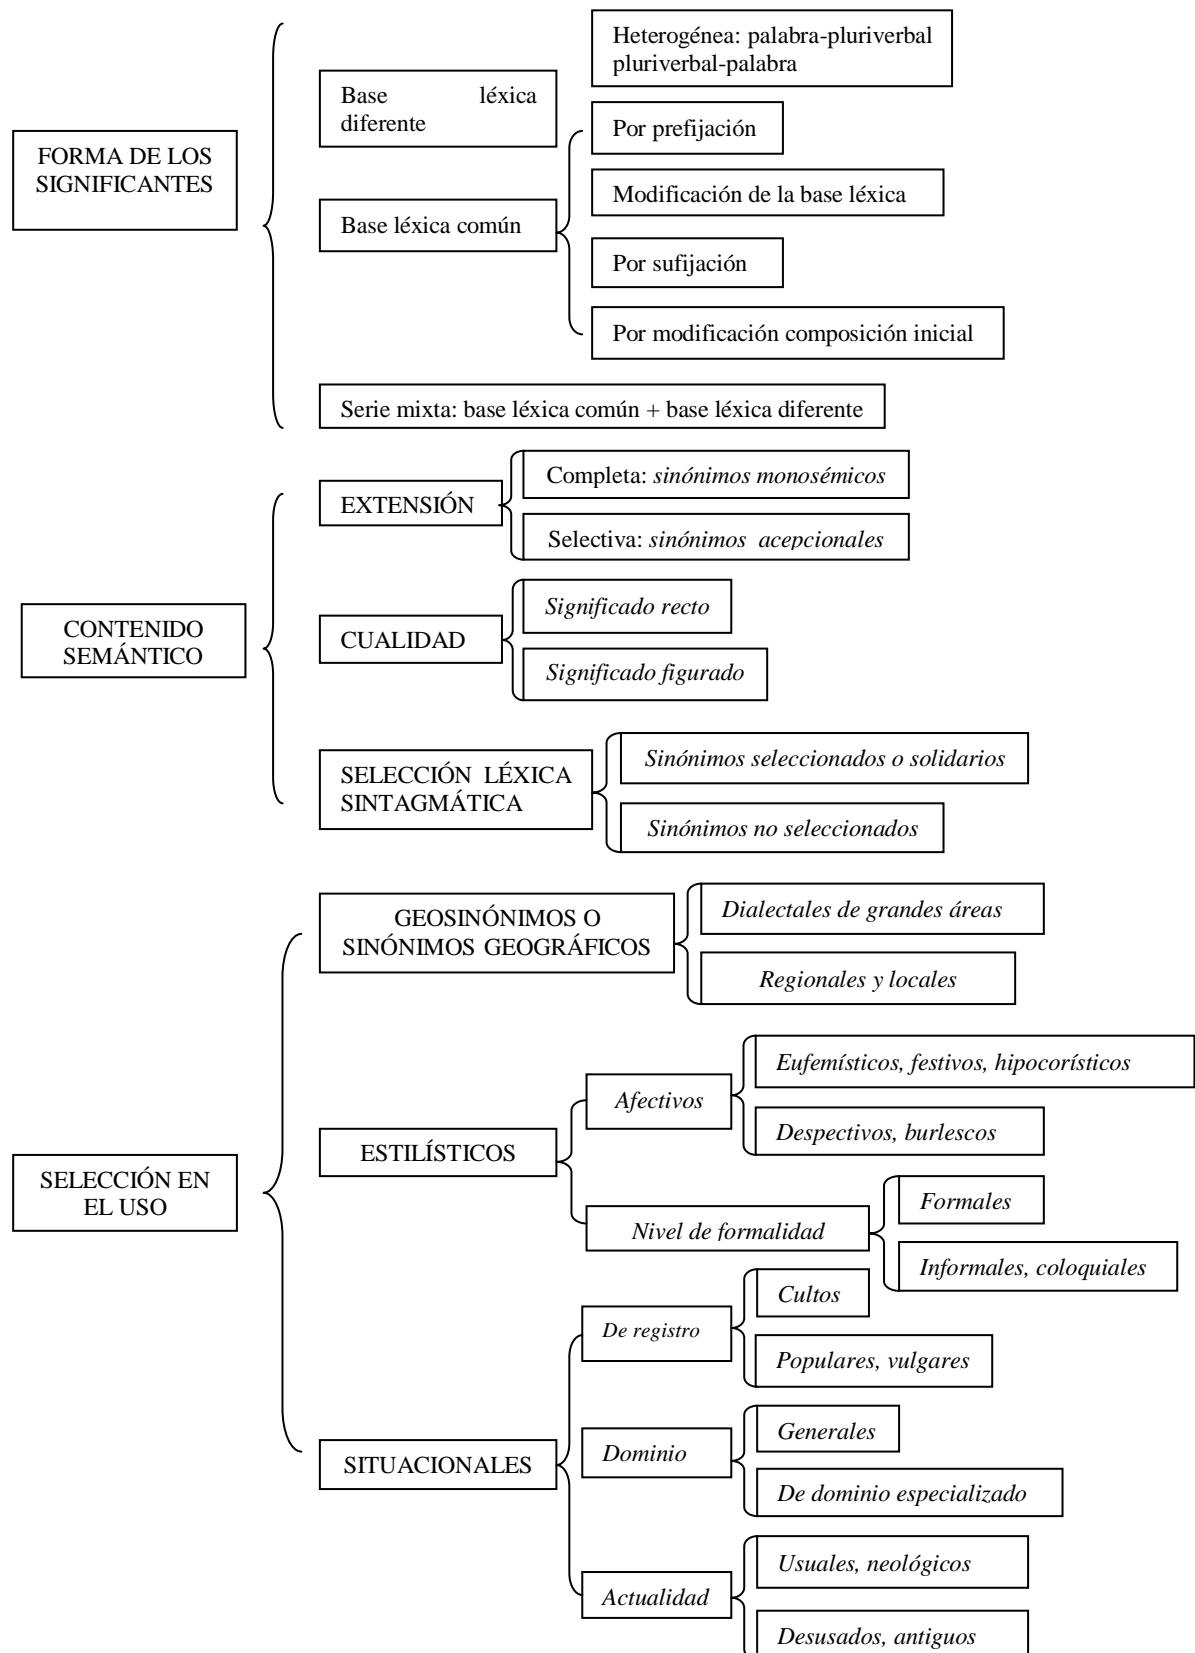 FORMA DE LOS
SIGNIFICANTES
Base léxica
diferente
Heterogénea: palabra-pluriverbal
pluriverbal-palabra
Base léxica común
Por prefijación
Modificación de la base léxica
Por sufijación
Por modificación composición inicial
Serie mixta: base léxica común + base léxica diferente
CONTENIDO
SEMÁNTICO
EXTENSIÓN
Completa: sinónimos monosémicos
Selectiva: sinónimos acepcionales
CUALIDAD
Significado recto
Significado figurado
SELECCIÓN LÉXICA
SINTAGMÁTICA
Sinónimos seleccionados o solidarios
Sinónimos no seleccionados
SELECCIÓN EN
EL USO
GEOSINÓNIMOS O
SINÓNIMOS GEOGRÁFICOS
Dialectales de grandes áreas
Regionales y locales
ESTILÍSTICOS
Afectivos
Eufemísticos, festivos, hipocorísticos
Despectivos, burlescos
Nivel de formalidad
Formales
Informales, coloquiales
SITUACIONALES
De registro
Cultos
Populares, vulgares
Dominio
Generales
De dominio especializado
Actualidad
Usuales, neológicos
Desusados, antiguos